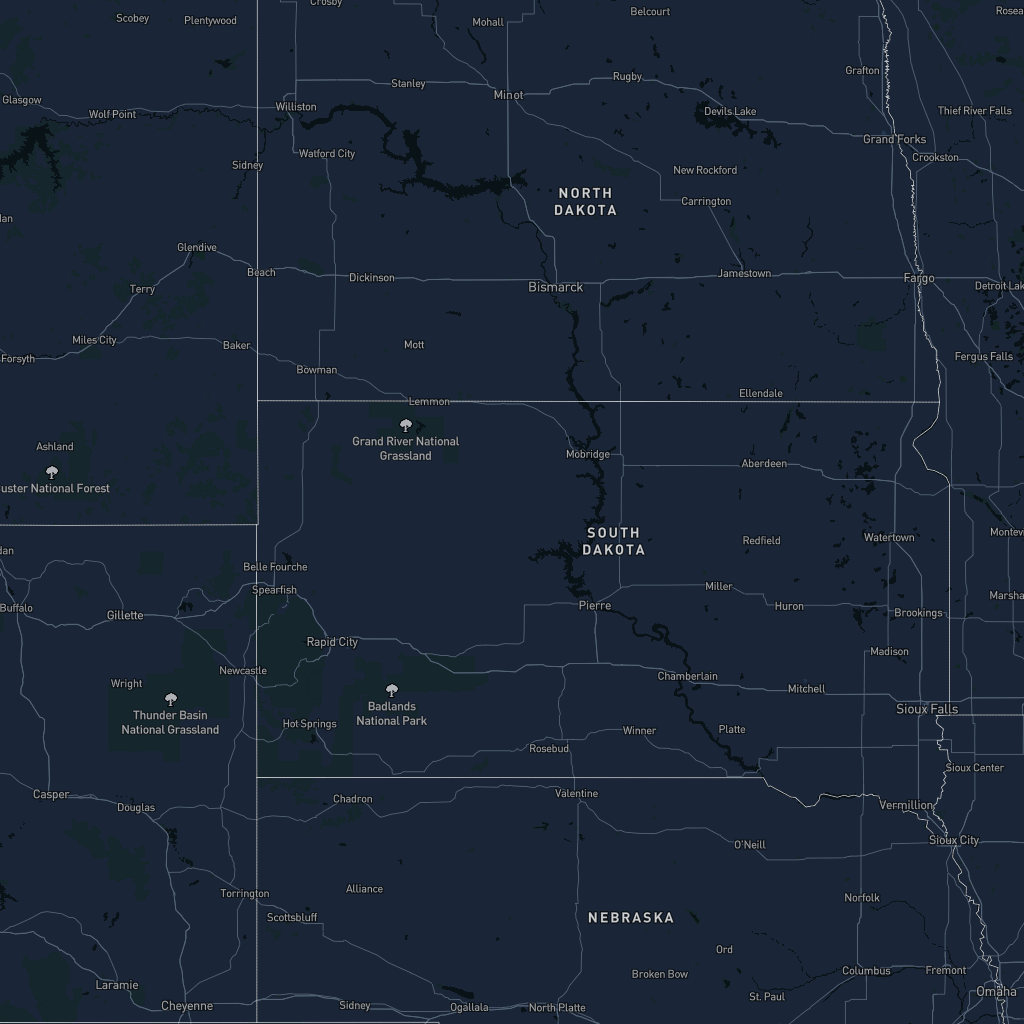 Crosby
Scobey
Plentywood
Mohall
Belcourt
Rosea
Stanley
Rugby
Grafton
Glasgow
Wolf Point
Williston
Minot
Devils Lake
Thief River Falls
Grand Forks
Crookston
Sidney
Watford City
New Rockford
NORTH
DAKOTA
Carrington
dan
Glendive
Beach
Dickinson
Bismarck
Jamestown
Fargo
Detroit Lak
Terry
Miles City
Baker
Mott
Forsyth
Fergus Falls
Bowman
Lemmon
Ellendale
Grand River National
Grassland
Ashland
uster National Forest
Mobridge
Aberdeen
SOUTH
DAKOTA
Redfield
Watertown
Montevi
dan
Belle Fourche
Spearfish
Buffalo
Gillette
Pierre
Miller
Huron
Brookings
Marsha
Rapid City
Madison
Newcastle
Wright
Chamberlain
Mitchell
Thunder Basin
National Grassland
Badlands
National Park
Sioux Falls
Hot Springs
Winner
Platte
Rosebud
Sioux Center
Casper
Douglas
Chadron
Valentine
Vermillion
O'Neill
Sioux City
Torrington
Alliance
Norfolk
Scottsbluff
NEBRASKA
Ord
Broken Bow
Columbus
Fremont
Laramie
Cheyenne
Sidney
Ogallala
North Platte
St. Paul
Omaha